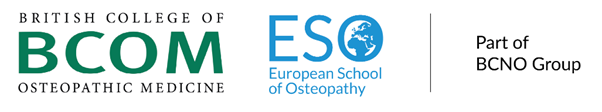 BRITISH COLLEGE OF
BCOM
OSTEOPATHIC MEDICINE
ESO
European School
of Osteopathy
Part of
BCNO Group